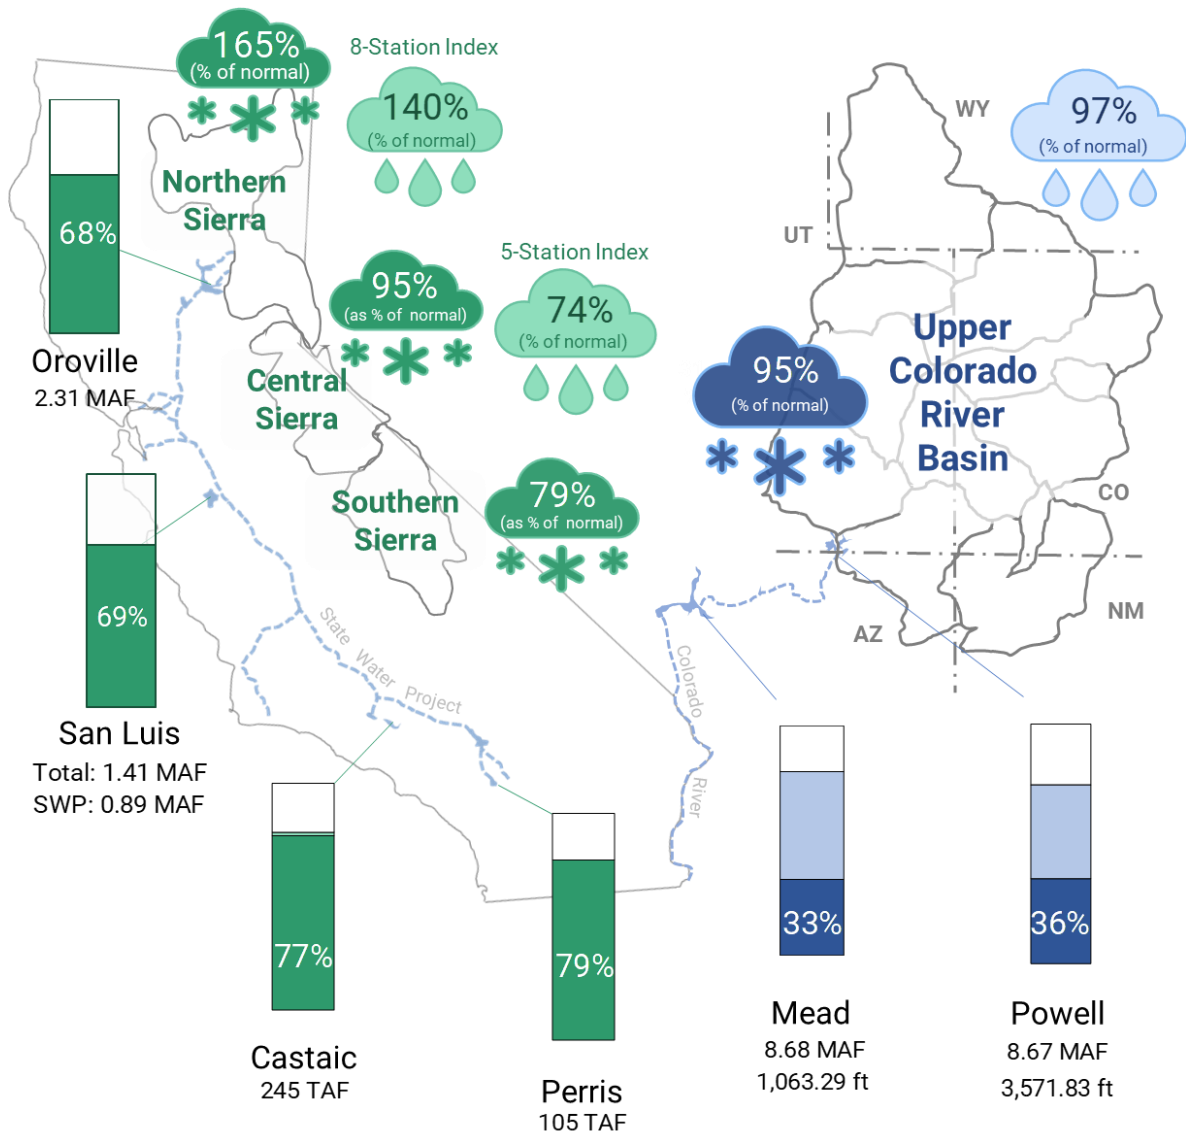 165%
(% of normal)
8-Station Index
140%
(% of normal)
Northern
Sierra
68%
Oroville
2.31 MAF
95%
(as % of normal)
5-Station Index
74%
(% of normal)
Central
Sierra
79%
(as % of normal)
Southern
Sierra
69%
San Luis
Total: 1.41 MAF
SWP: 0.89 MAF
State Water Project
77%
Castaic
245 TAF
79%
Perris
105 TAF
Colorado River
WY
97%
(% of normal)
UT
Upper
Colorado
River
Basin
95%
(% of normal)
CO
NM
AZ
33%
Mead
8.68 MAF
1,063.29 ft
36%
Powell
8.67 MAF
3,571.83 ft